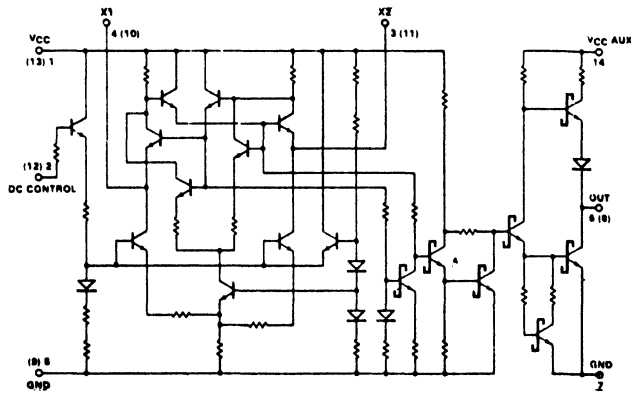 X1
4 (10)
X2
3 (11)
VCC
(13) 1
VCC AUX
14
(12) 2
DC CONTROL
OUT
6 (8)
4
(9) 5
GND
GND
7